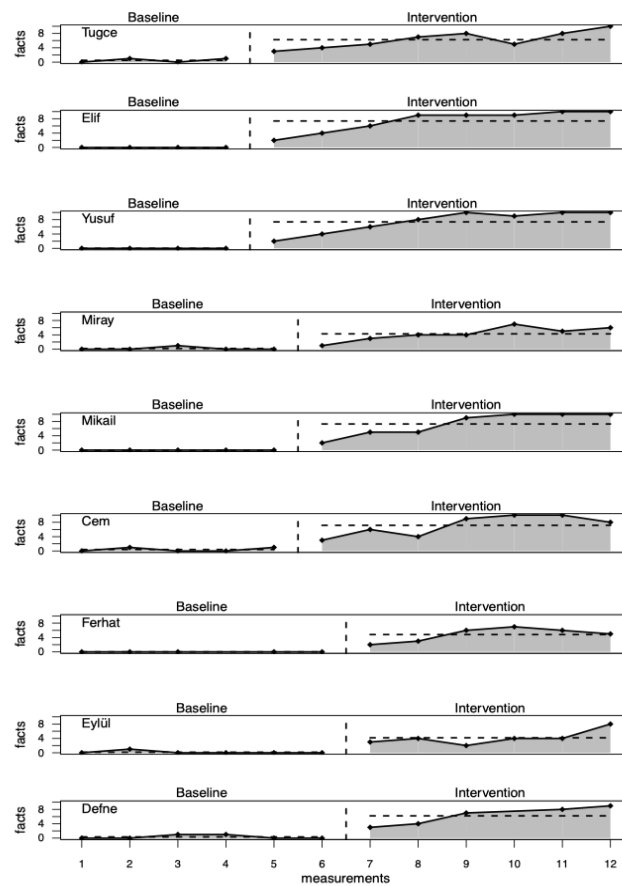 Baseline Intervention
Tugce
facts
8
4
0
Baseline Intervention
Elif
facts
8
4
0
Baseline Intervention
Yusuf
facts
8
4
0
Baseline Intervention
Miray
facts
8
4
0
Baseline Intervention
Mikail
facts
8
4
0
Baseline Intervention
Cem
facts
8
4
0
Baseline Intervention
Ferhat
facts
8
4
0
Baseline Intervention
Eylül
facts
8
4
0
Baseline Intervention
Defne
facts
8
4
0
1 2 3 4 5 6 7 8 9 10 11 12
measurements